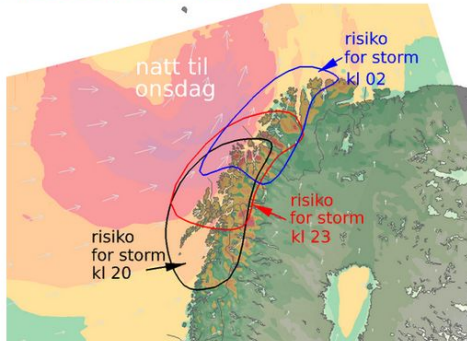 natt til
onsdag
risiko
for storm
kl 02
risiko
for storm
kl 23
risiko
for storm
kl 20